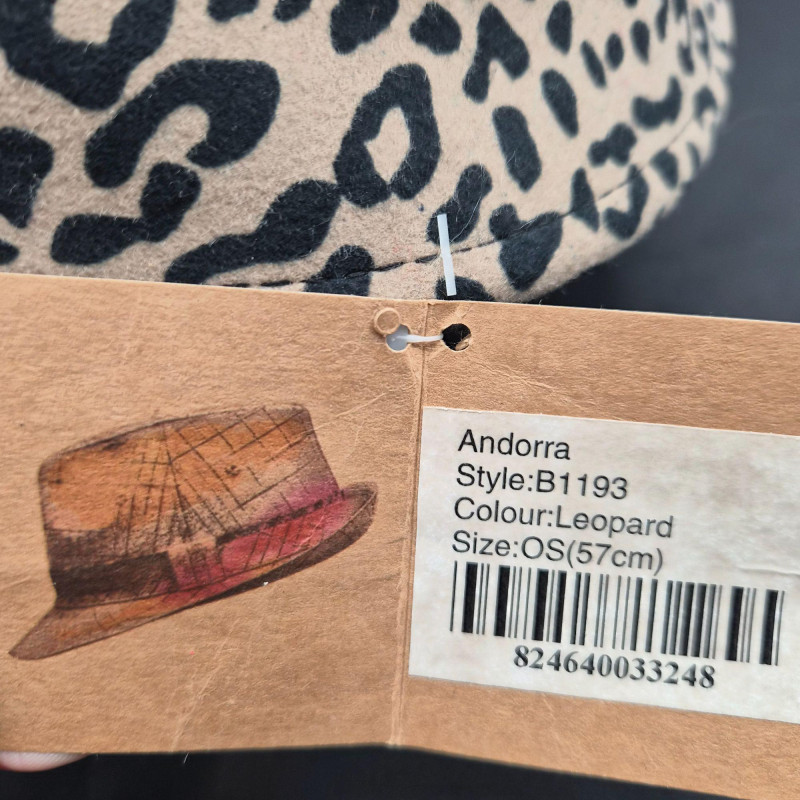 Andorra
Style:B1193
Colour:Leopard
Size:OS(57cm)
824640033248